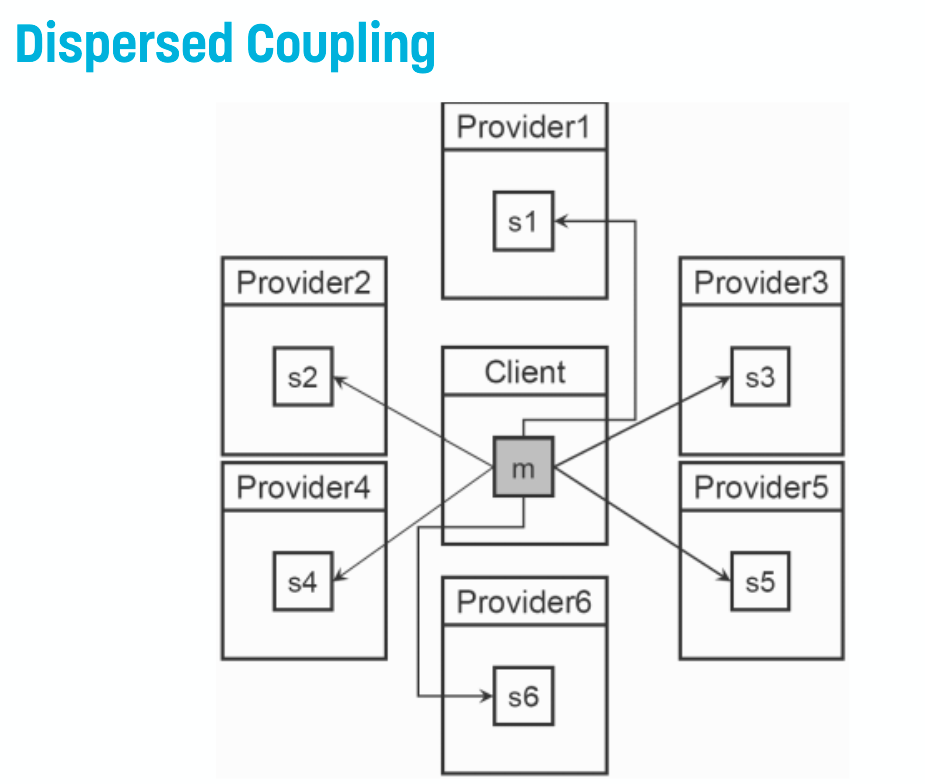 Dispersed Coupling
Provider1
s1
Provider2
s2
Provider3
s3
Client
m
Provider4
s4
Provider5
s5
Provider6
s6